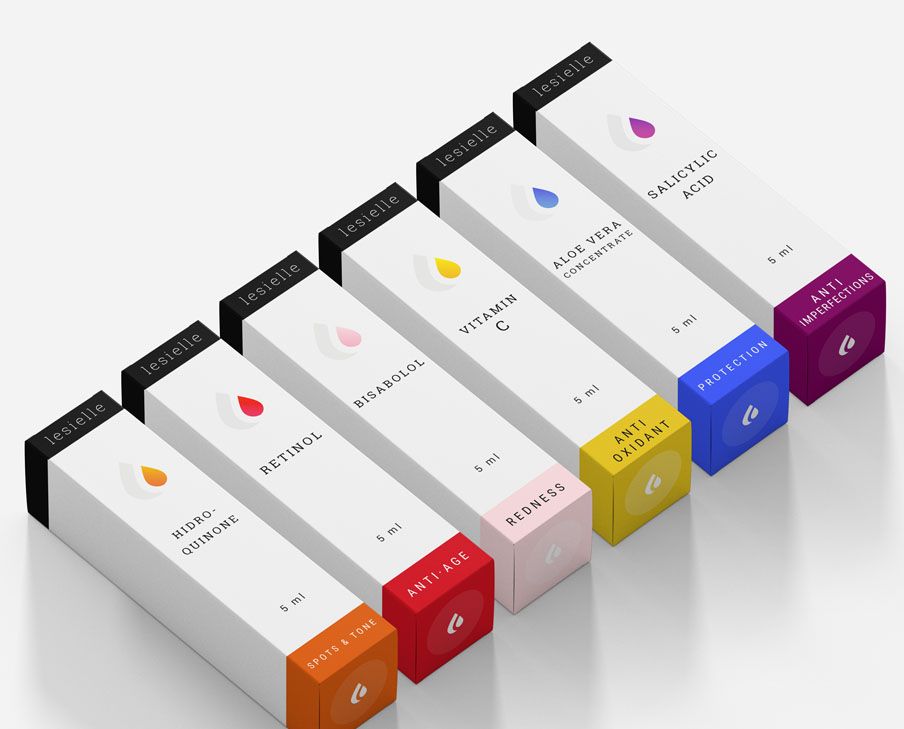 lesielle
HIDRO-
QUINONE
5 ml
SPOTS & TONE
lesielle
RETINOL
5 ml
ANTI-AGE
lesielle
BISABOLOL
5 ml
REDNESS
lesielle
VITAMIN
C
5 ml
ANTI
OXIDANT
lesielle
ALOE VERA
CONCENTRATE
5 ml
PROTECTION
lesielle
SALICYLIC
ACID
5 ml
ANTI
IMPERFECTIONS